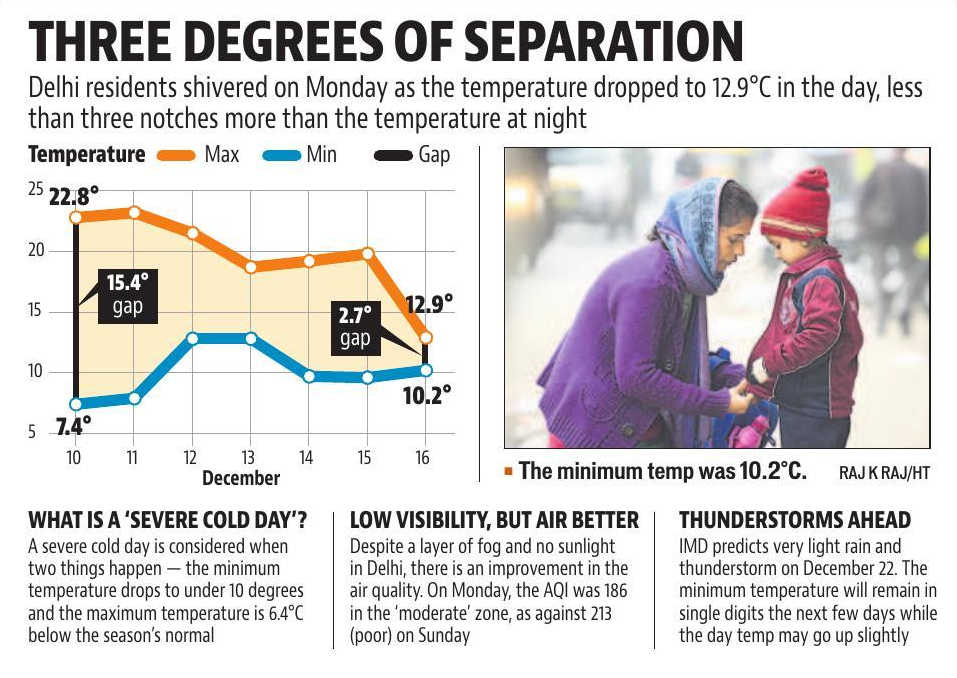 THREE DEGREES OF SEPARATION
Delhi residents shivered on Monday as the temperature dropped to 12.9°C in the day, less
than three notches more than the temperature at night
Temperature Max Min Gap
25
22.8°
20
15.4°
gap
15
2.7°
gap
12.9°
10
10.2°
7.4°
5
10 11 12 13 14 15 16
December
▪ The minimum temp was 10.2°C. RAJ K RAJ/HT
WHAT IS A ‘SEVERE COLD DAY’?
A severe cold day is considered when
two things happen — the minimum
temperature drops to under 10 degrees
and the maximum temperature is 6.4°C
below the season’s normal
LOW VISIBILITY, BUT AIR BETTER
Despite a layer of fog and no sunlight
in Delhi, there is an improvement in the
air quality. On Monday, the AQI was 186
in the ‘moderate’ zone, as against 213
(poor) on Sunday
THUNDERSTORMS AHEAD
IMD predicts very light rain and
thunderstorm on December 22. The
minimum temperature will remain in
single digits the next few days while
the day temp may go up slightly